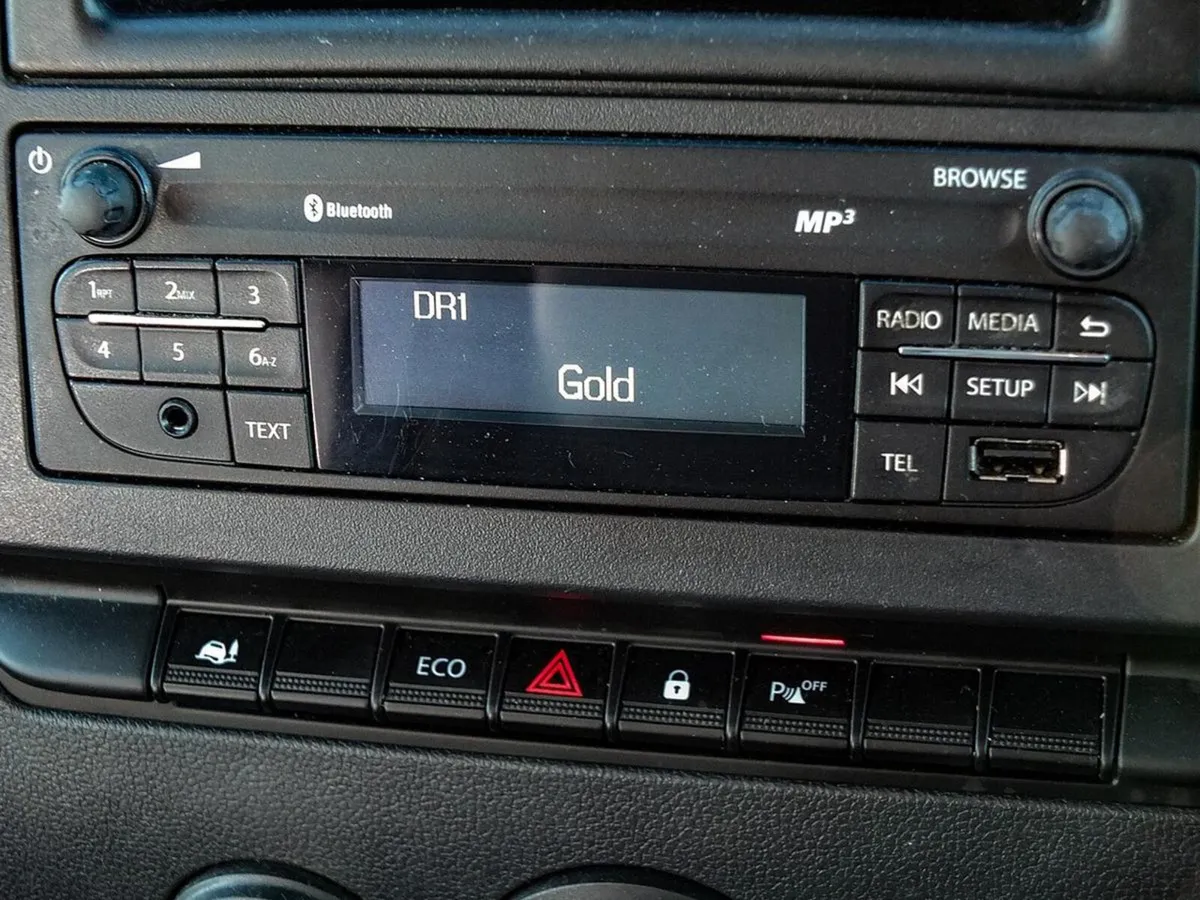 BROWSE
Bluetooth
MP3
1RPT 2MIX 3
DR1
RADIO MEDIA
4 5 6A-Z
Gold
SETUP
TEXT
TEL
ECO
P OFF